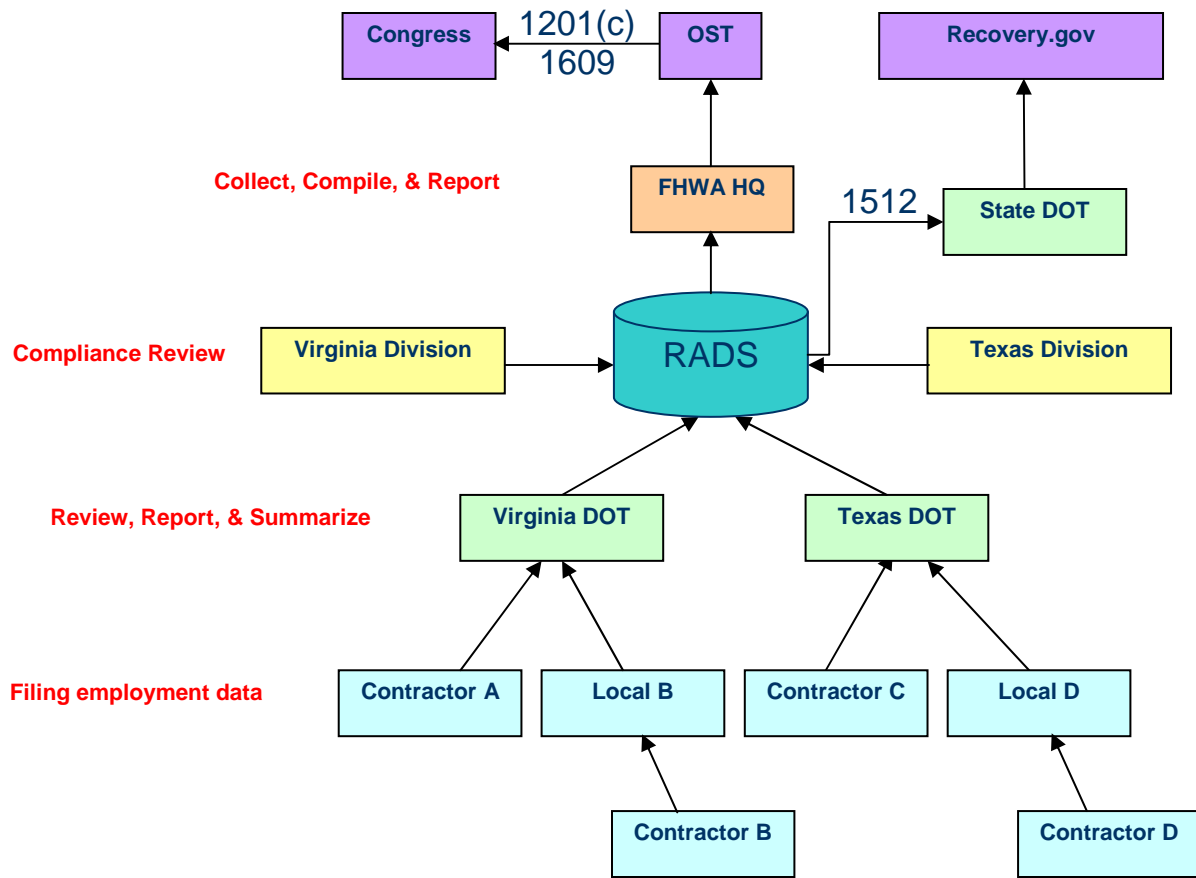 Congress
1201(c)
1609
OST
Recovery.gov
Collect, Compile, & Report
FHWA HQ
1512
State DOT
Compliance Review
Virginia Division
RADS
Texas Division
Review, Report, & Summarize
Virginia DOT
Texas DOT
Filing employment data
Contractor A
Local B
Contractor C
Local D
Contractor B
Contractor D